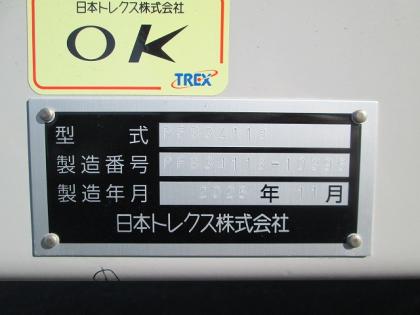 日本トレクス株式会社
OK
TREX
型 式
製造番号
製造年月 年 11 月
日本トレクス株式会社